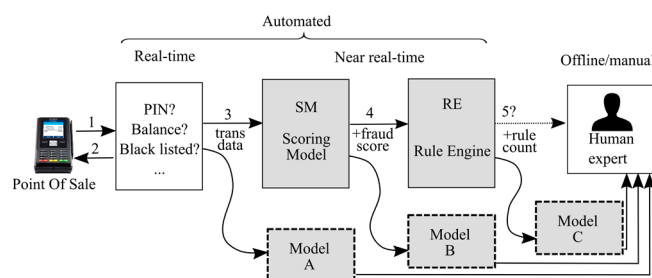 Automated
Real-time
Near real-time
Offline/manual
1
2
Point Of Sale
PIN?
Balance?
Black listed?
...
3
trans
data
SM
Scoring
Model
4
+fraud
score
RE
Rule Engine
5?
+rule
count
Human
expert
Model
A
Model
B
Model
C